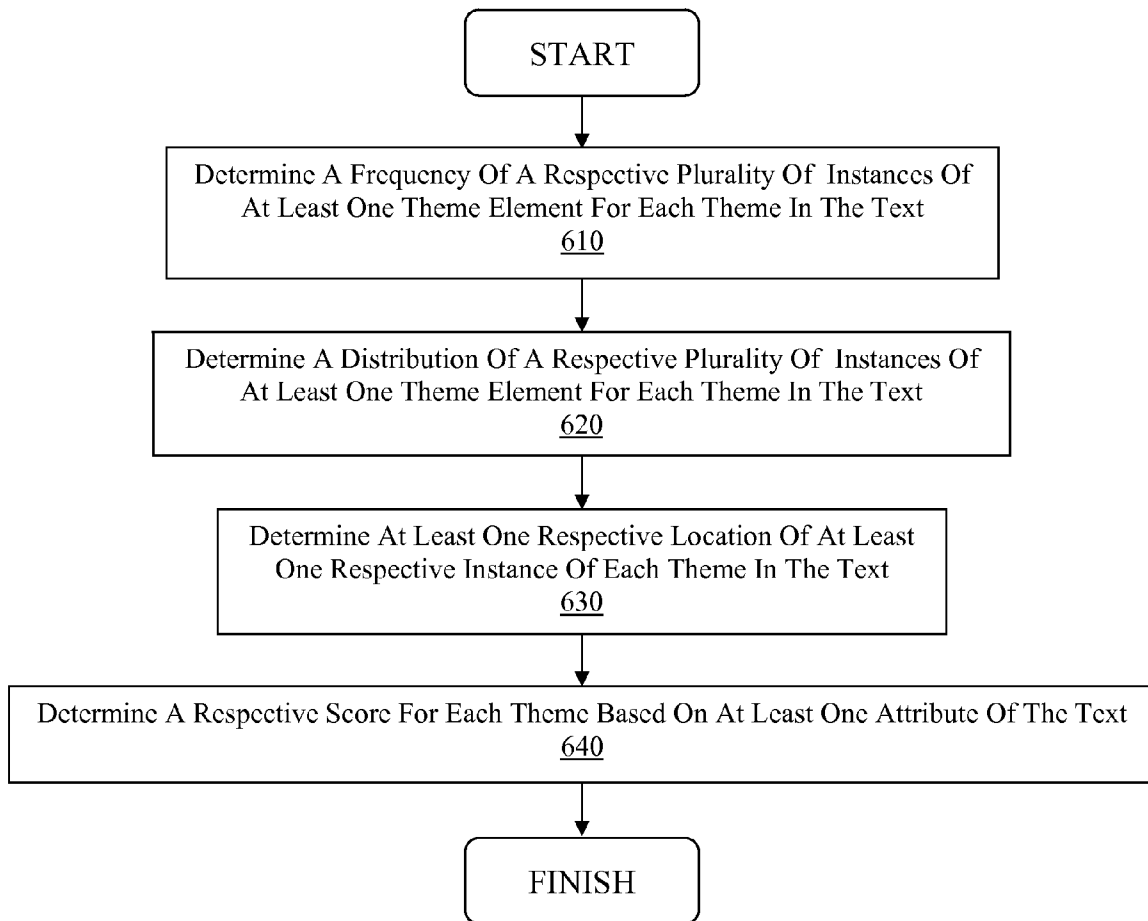 START
Determine A Frequency Of A Respective Plurality Of Instances Of
At Least One Theme Element For Each Theme In The Text
610
Determine A Distribution Of A Respective Plurality Of Instances Of
At Least One Theme Element For Each Theme In The Text
620
Determine At Least One Respective Location Of At Least
One Respective Instance Of Each Theme In The Text
630
Determine A Respective Score For Each Theme Based On At Least One Attribute Of The Text
640
FINISH